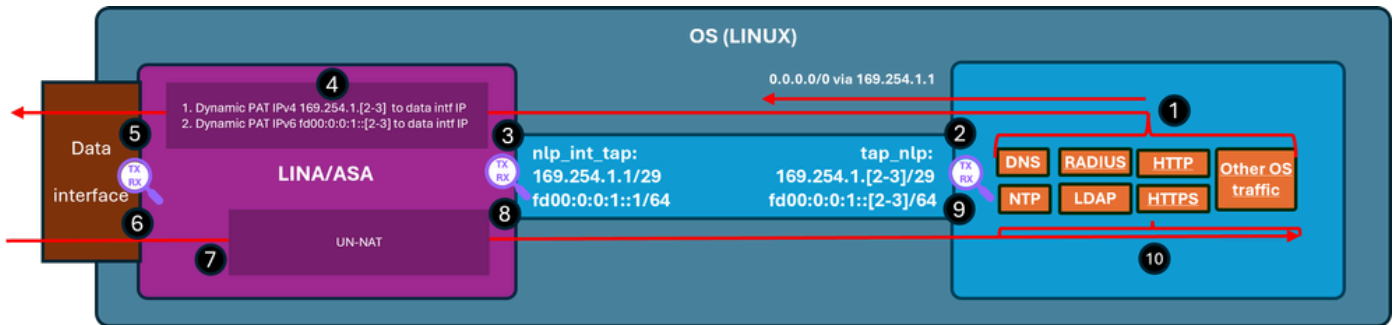 OS (LINUX)
0.0.0.0/0 via 169.254.1.1
4
1. Dynamic PAT IPv4 169.254.1.[2-3] to data intf IP
2. Dynamic PAT IPv6 fd00:0:0:1::[2-3] to data intf IP
1
5
3
2
Data
interface
TX
RX
LINA/ASA
TX
RX
nlp_int_tap:
169.254.1.1/29
fd00:0:0:1::1/64
tap_nlp:
169.254.1.[2-3]/29
fd00:0:0:1::[2-3]/64
TX
RX
DNS
RADIUS
HTTP
Other OS
traffic
NTP
LDAP
HTTPS
6
8
9
7
UN-NAT
10